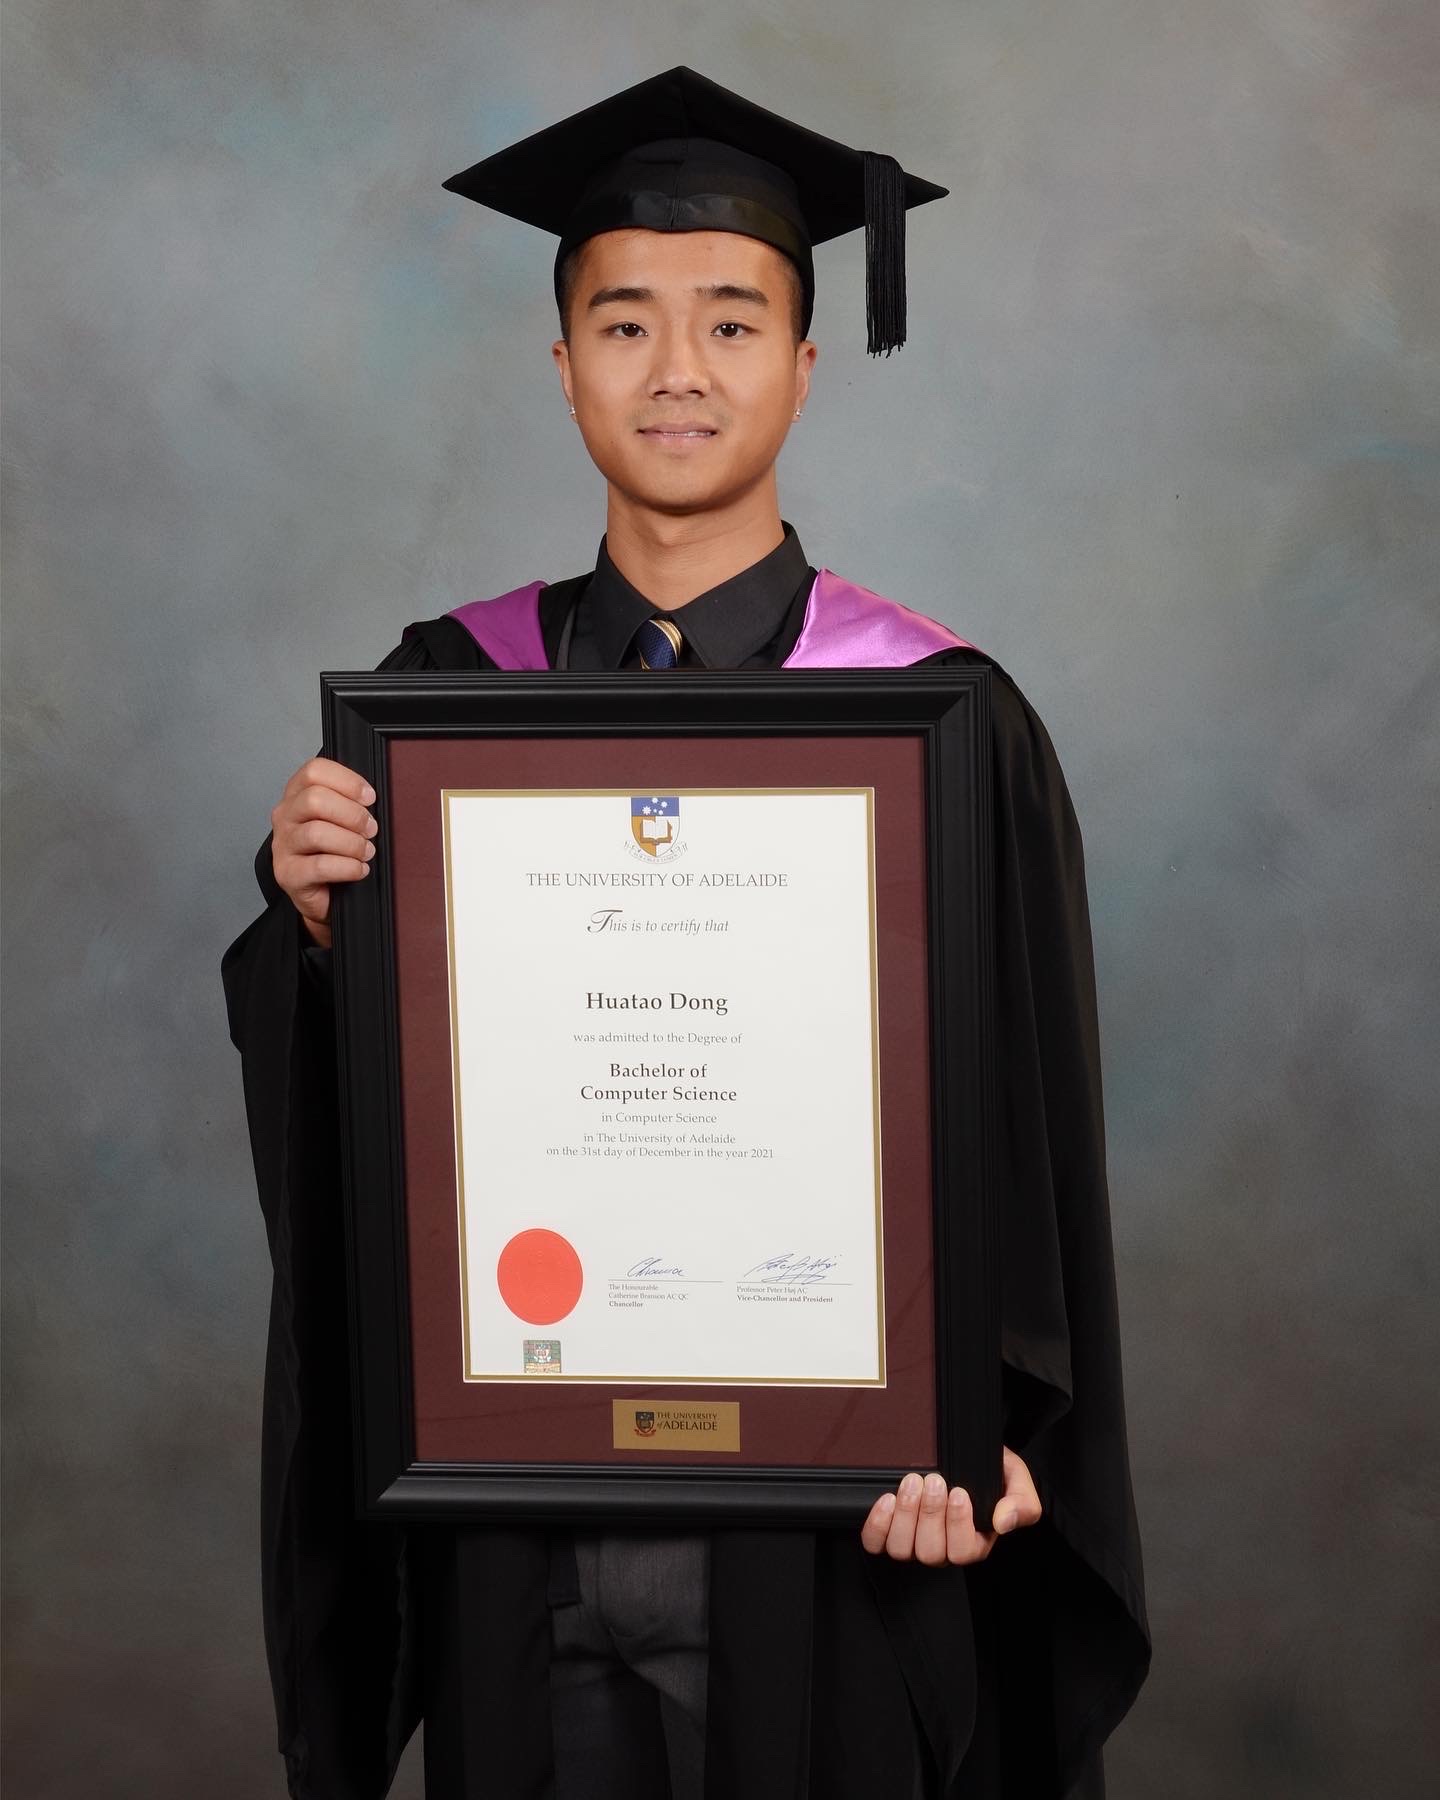 THE UNIVERSITY OF ADELAIDE
This is to certify that
Huatao Dong
was admitted to the Degree of
Bachelor of
Computer Science
in Computer Science
in The University of Adelaide
on the 31st day of December in the year 2021
The Honourable
Catherine Branson AC QC
Chancellor
Professor Peter Høj AC
Vice-Chancellor and President
THE UNIVERSITY
of ADELAIDE